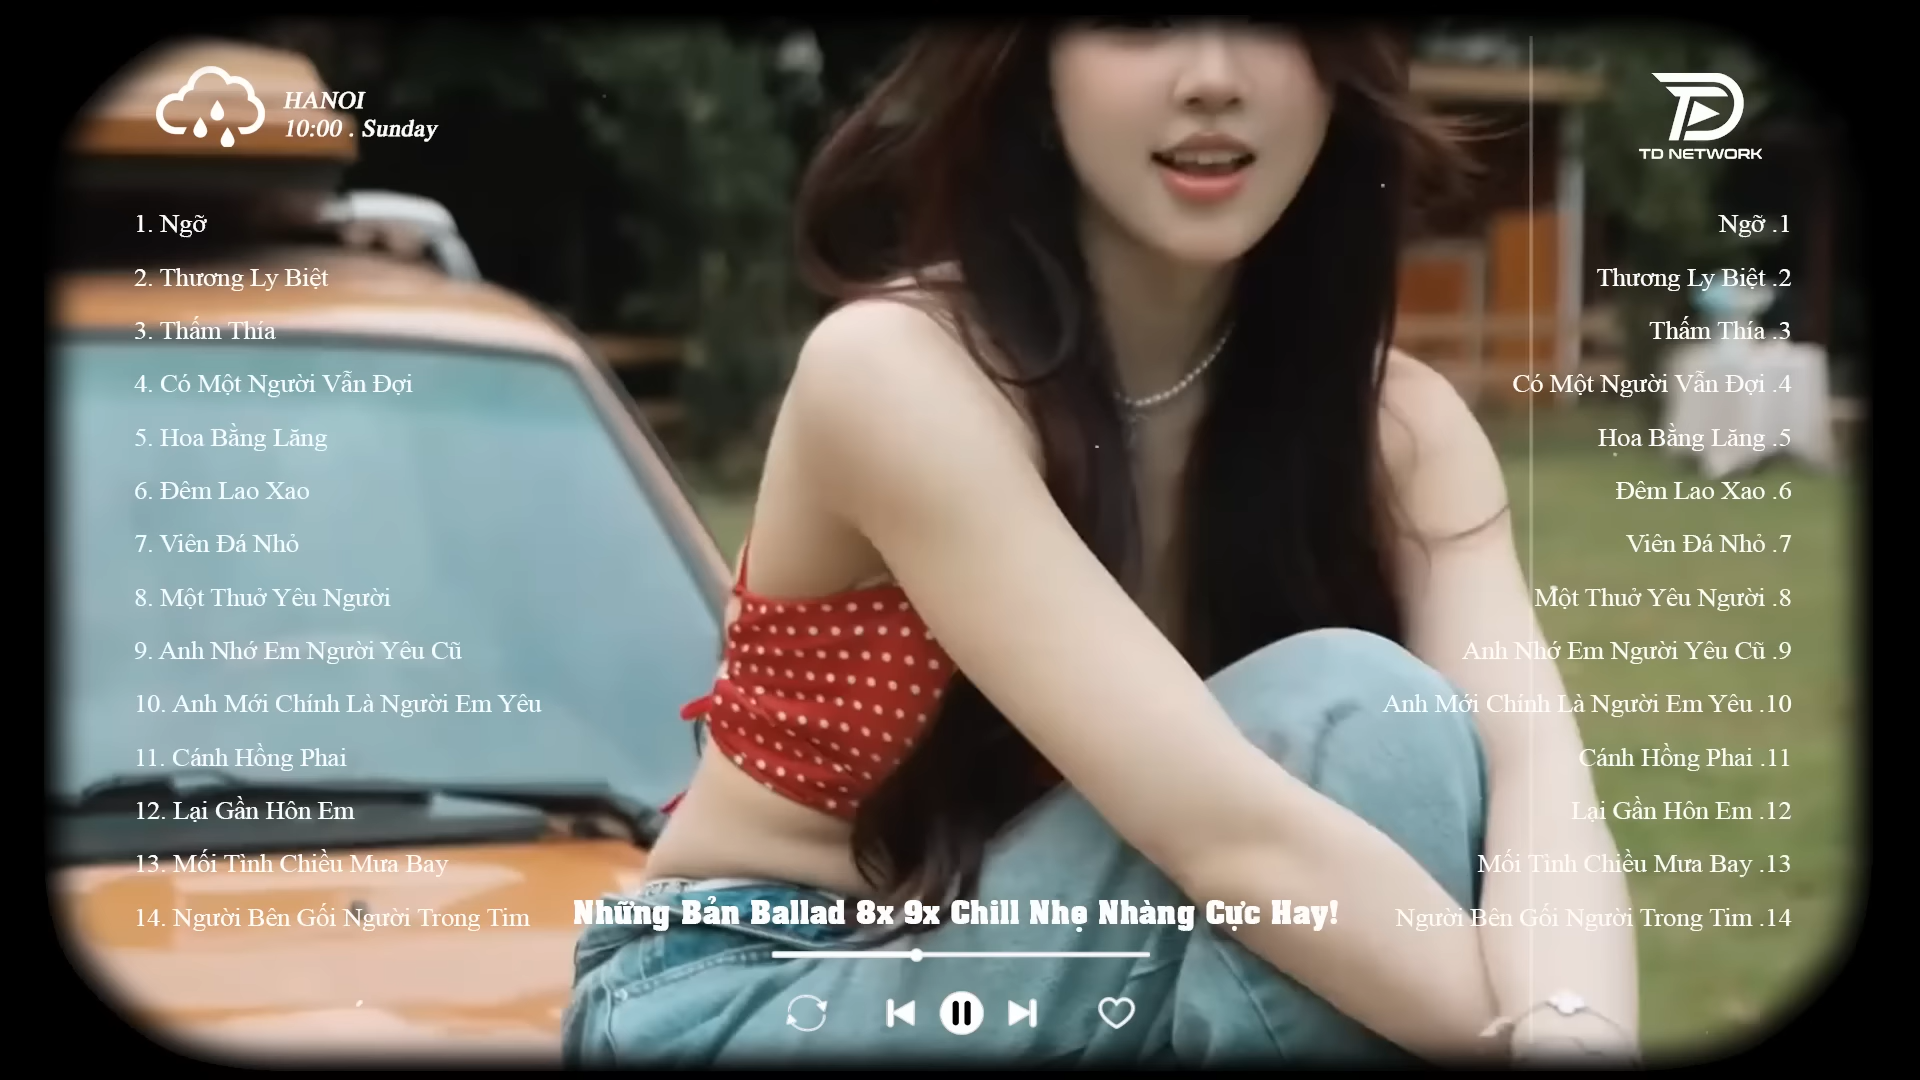 HANOI
10:00 . Sunday
TD NETWORK
1. Ngỡ
2. Thương Ly Biệt
3. Thấm Thía
4. Có Một Người Vẫn Đợi
5. Hoa Bằng Lăng
6. Đêm Lao Xao
7. Viên Đá Nhỏ
8. Một Thuở Yêu Người
9. Anh Nhớ Em Người Yêu Cũ
10. Anh Mới Chính Là Người Em Yêu
11. Cánh Hồng Phai
12. Lại Gần Hôn Em
13. Mối Tình Chiều Mưa Bay
14. Người Bên Gối Người Trong Tim
Ngỡ .1
Thương Ly Biệt .2
Thấm Thía .3
Có Một Người Vẫn Đợi .4
Hoa Bằng Lăng .5
Đêm Lao Xao .6
Viên Đá Nhỏ .7
Một Thuở Yêu Người .8
Anh Nhớ Em Người Yêu Cũ .9
Anh Mới Chính Là Người Em Yêu .10
Cánh Hồng Phai .11
Lại Gần Hôn Em .12
Mối Tình Chiều Mưa Bay .13
Người Bên Gối Người Trong Tim .14
Những Bản Ballad 8x 9x Chill Nhẹ Nhàng Cực Hay!